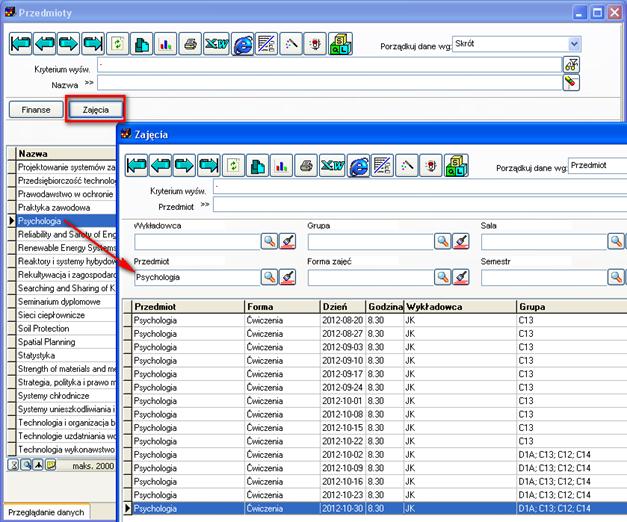 Przedmioty
Porządkuj dane wg: Skrót
Kryterium wyśw. -
Nazwa >>
Finanse Zajęcia
Nazwa
Projektowanie systemów za
Przedsiębiorczość technolog
Prawodawstwo w ochronie
Praktyka zawodowa
Psychologia
Reliability and Safety of Eng
Renewable Energy Systems
Reaktory i systemy hybydow
Rekultywacja i zagospodaro
Searching and Sharing of K
Seminarium dyplomowe
Sieci ciepłownicze
Soil Protection
Spatial Planning
Statystyka
Strength of materials and me
Strategia, polityka i prawo m
Systemy chłodnicze
Systemy unieszkodliwiania i
Technologia i organizacja b
Technologie uzdatniania wo
Technologia wykonawstwo
maks. 2000
Przeglądanie danych
Zajęcia
Porządkuj dane wg: Przedmiot
Kryterium wyśw. -
Przedmiot >>
Wykładowca Grupa Sala
Przedmiot Forma zajęć Semestr
Psychologia
Przedmiot Forma Dzień Godzina Wykładowca Grupa
Psychologia Ćwiczenia 2012-08-20 8.30 JK C13
Psychologia Ćwiczenia 2012-08-27 8.30 JK C13
Psychologia Ćwiczenia 2012-09-03 8.30 JK C13
Psychologia Ćwiczenia 2012-09-10 8.30 JK C13
Psychologia Ćwiczenia 2012-09-17 8.30 JK C13
Psychologia Ćwiczenia 2012-09-24 8.30 JK C13
Psychologia Ćwiczenia 2012-10-01 8.30 JK C13
Psychologia Ćwiczenia 2012-10-08 8.30 JK C13
Psychologia Ćwiczenia 2012-10-15 8.30 JK C13
Psychologia Ćwiczenia 2012-10-22 8.30 JK C13
Psychologia Ćwiczenia 2012-10-02 8.30 JK D1A; C13; C12; C14
Psychologia Ćwiczenia 2012-10-09 8.30 JK D1A; C13; C12; C14
Psychologia Ćwiczenia 2012-10-16 8.30 JK D1A; C13; C12; C14
Psychologia Ćwiczenia 2012-10-23 8.30 JK D1A; C13; C12; C14
Psychologia Ćwiczenia 2012-10-30 8.30 JK D1A; C13; C12; C14